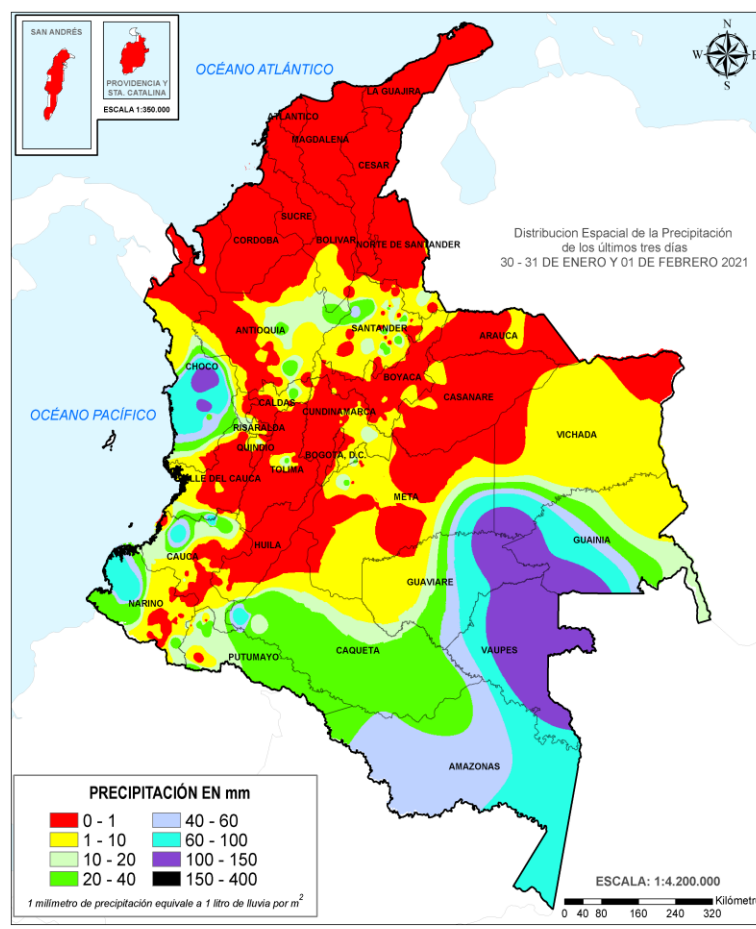 SAN ANDRÉS
PROVIDENCIA Y
STA. CATALINA
ESCALA 1:350.000
OCÉANO ATLÁNTICO
N
W
E
S
LA GUAJIRA
ATLANTICO
MAGDALENA
CESAR
SUCRE
CORDOBA
BOLIVAR
NORTE DE SANTANDER
Distribucion Espacial de la Precipitación
de los últimos tres días
30 - 31 DE ENERO Y 01 DE FEBRERO 2021
ANTIOQUIA
SANTANDER
ARAUCA
CHOCO
BOYACA
CASANARE
OCÉANO PACÍFICO
CALDAS
CUNDINAMARCA
RISARALDA
VICHADA
QUINDIO
BOGOTA, D.C.
TOLIMA
VALLE DEL CAUCA
META
GUAINIA
HUILA
CAUCA
GUAVIARE
NARINO
CAQUETA
VAUPES
PUTUMAYO
AMAZONAS
PRECIPITACIÓN EN mm
0 - 1
40 - 60
1 - 10
60 - 100
10 - 20
100 - 150
20 - 40
150 - 400
1 milímetro de precipitación equivale a 1 litro de lluvia por m2
ESCALA: 1:4.200.000
Kilómetro
0 40 80 160 240 320